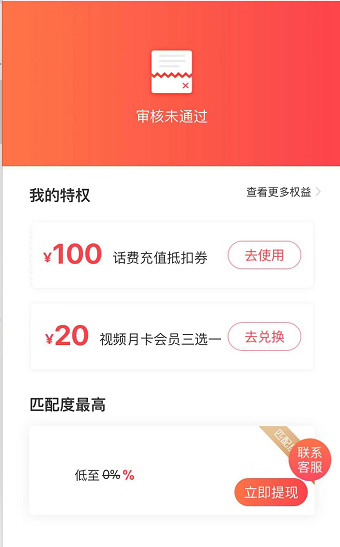 审核未通过
我的特权
查看更多权益
¥100 话费充值抵扣券 去使用
¥20 视频月卡会员三选一 去兑换
匹配度最高
匹配度
联系
客服
低至 0% %
立即提现